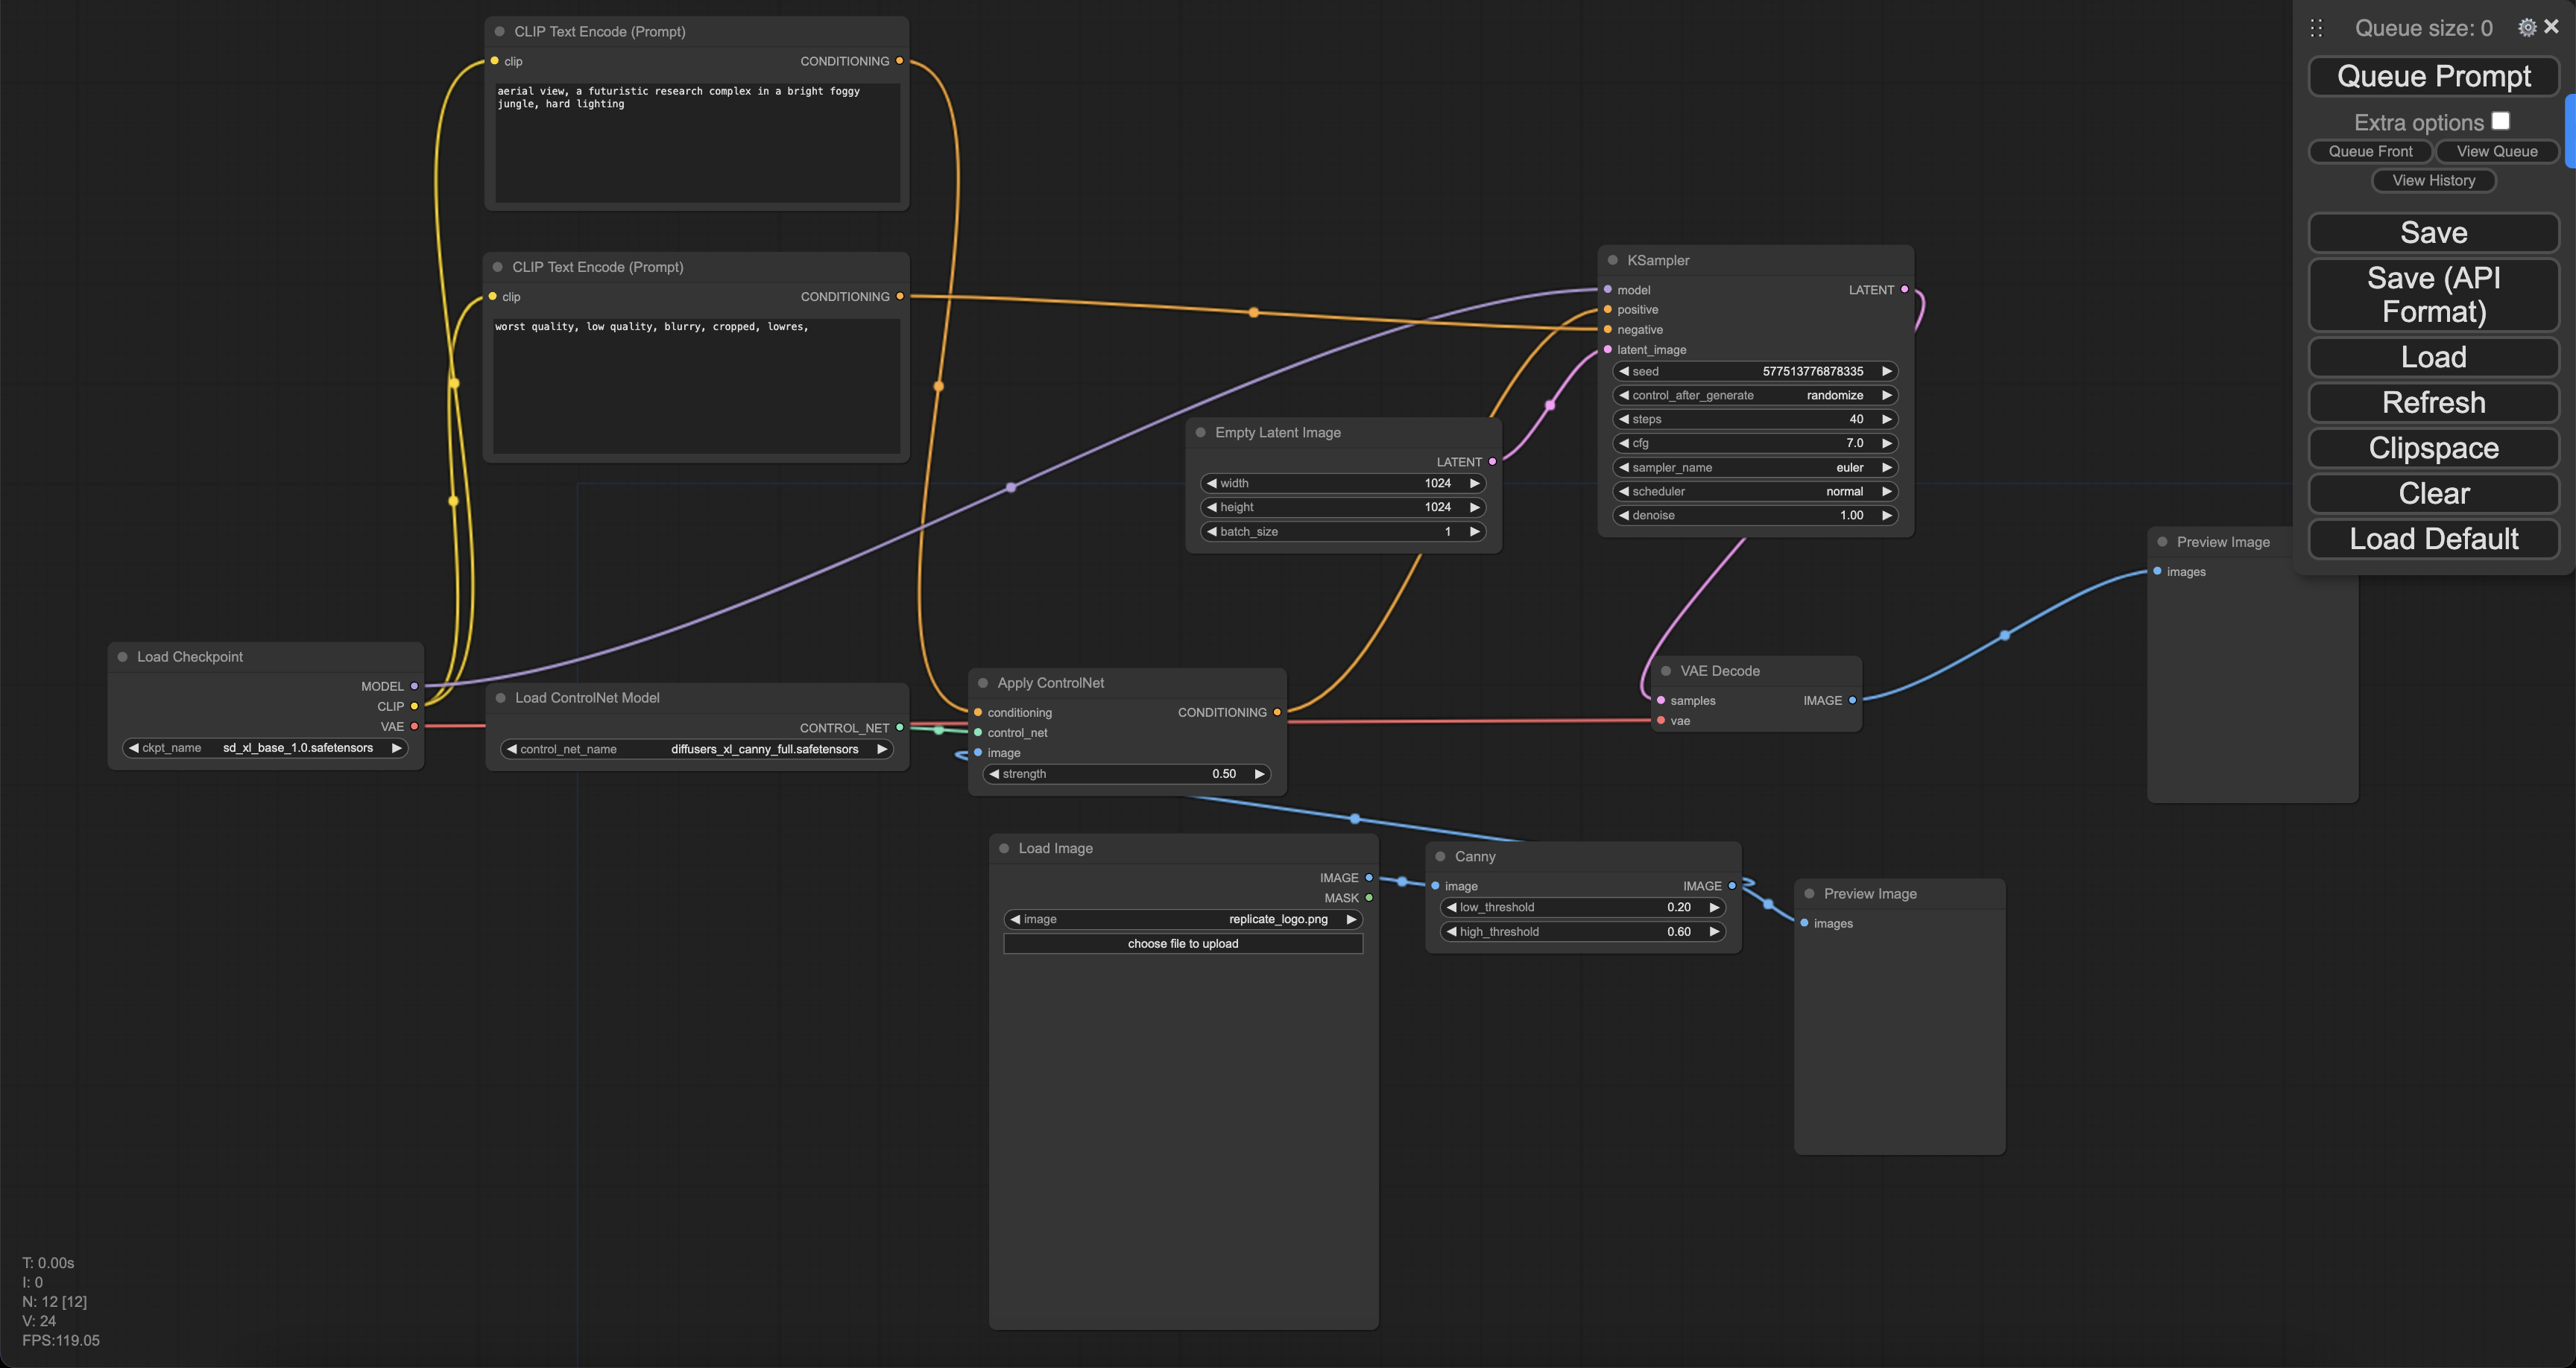 CLIP Text Encode (Prompt)
clip CONDITIONING
aerial view, a futuristic research complex in a bright foggy
jungle, hard lighting
CLIP Text Encode (Prompt)
clip CONDITIONING
worst quality, low quality, blurry, cropped, lowres,
Load Checkpoint
MODEL
CLIP
VAE
ckpt_name sd_xl_base_1.0.safetensors
Load ControlNet Model
CONTROL_NET
control_net_name diffusers_xl_canny_full.safetensors
Apply ControlNet
conditioning CONDITIONING
control_net
image
strength 0.50
Empty Latent Image
LATENT
width 1024
height 1024
batch_size 1
KSampler
model LATENT
positive
negative
latent_image
seed 577513776878335
control_after_generate randomize
steps 40
cfg 7.0
sampler_name euler
scheduler normal
denoise 1.00
VAE Decode
samples IMAGE
vae
Preview Image
images
Load Image
IMAGE
MASK
image replicate_logo.png
choose file to upload
Canny
image IMAGE
low_threshold 0.20
high_threshold 0.60
Preview Image
images
Queue size: 0
Queue Prompt
Extra options
Queue Front View Queue
View History
Save
Save (API
Format)
Load
Refresh
Clipspace
Clear
Load Default
T: 0.00s
I: 0
N: 12 [12]
V: 24
FPS:119.05